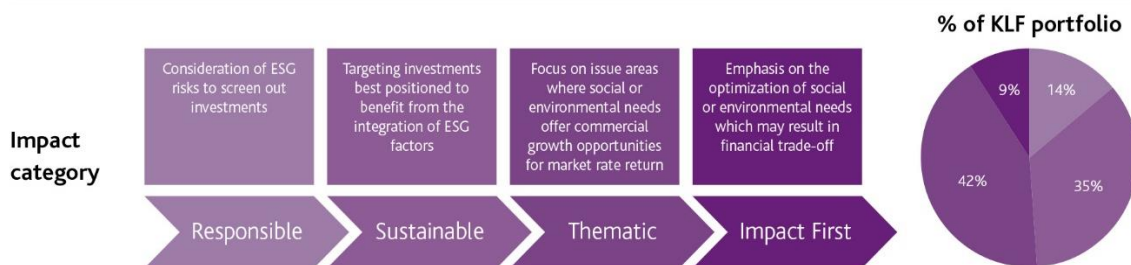 % of KLF portfolio
Impact
category
Consideration of ESG
risks to screen out
investments
Targeting investments
best positioned to
benefit from the
integration of ESG
factors
Focus on issue areas
where social or
environmental needs
offer commercial
growth opportunities
for market rate return
Emphasis on the
optimization of social
or environmental needs
which may result in
financial trade-off
Responsible
Sustainable
Thematic
Impact First
9%
14%
42%
35%